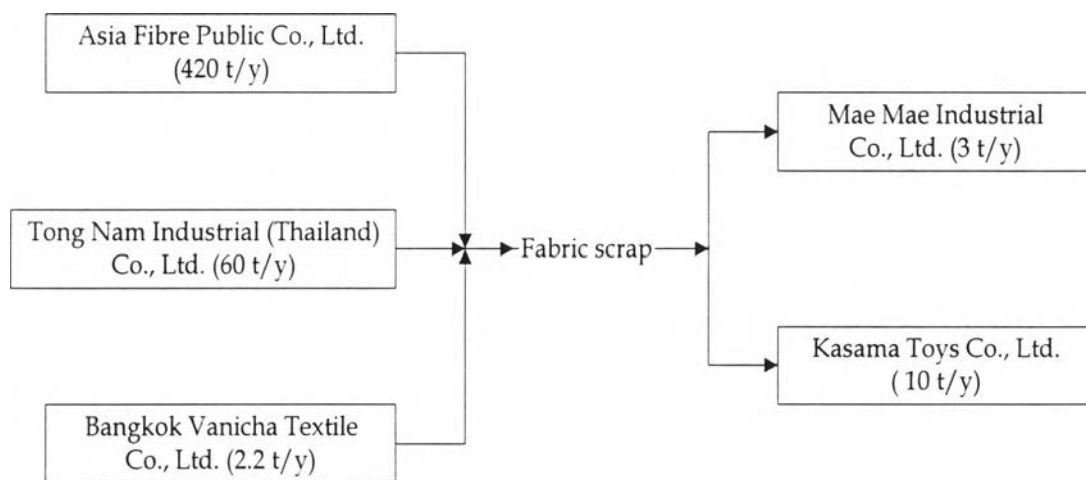 Asia Fibre Public Co., Ltd.
(420 t/y)
Tong Nam Industrial (Thailand)
Co., Ltd. (60 t/y)
Bangkok Vanicha Textile
Co., Ltd. (2.2 t/y)
Fabric scrap
Mae Mae Industrial
Co., Ltd. (3 t/y)
Kasama Toys Co., Ltd.
( 10 t/y)